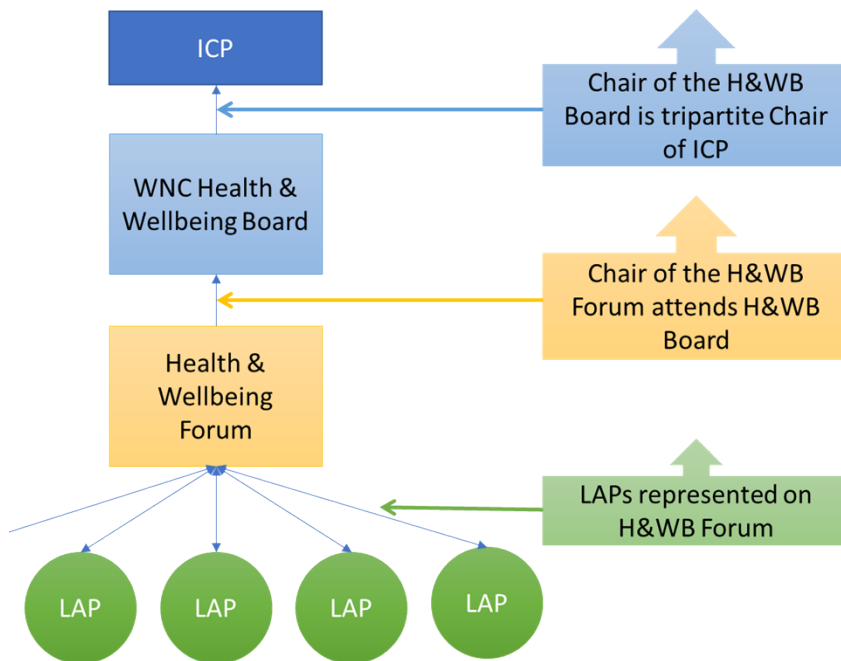 ICP
Chair of the H&WB
Board is tripartite Chair
of ICP
WNC Health &
Wellbeing Board
Chair of the H&WB
Forum attends H&WB
Board
Health &
Wellbeing
Forum
LAPs represented on
H&WB Forum
LAP
LAP
LAP
LAP